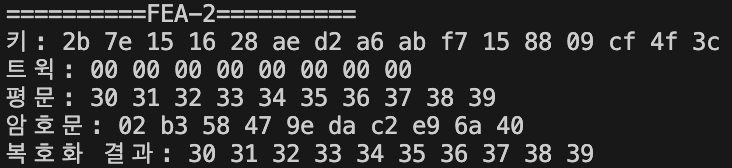 ==========FEA-2==========
키: 2b 7e 15 16 28 ae d2 a6 ab f7 15 88 09 cf 4f 3c
트윅: 00 00 00 00 00 00 00 00
평문: 30 31 32 33 34 35 36 37 38 39
암호문: 02 b3 58 47 9e da c2 e9 6a 40
복호화 결과: 30 31 32 33 34 35 36 37 38 39